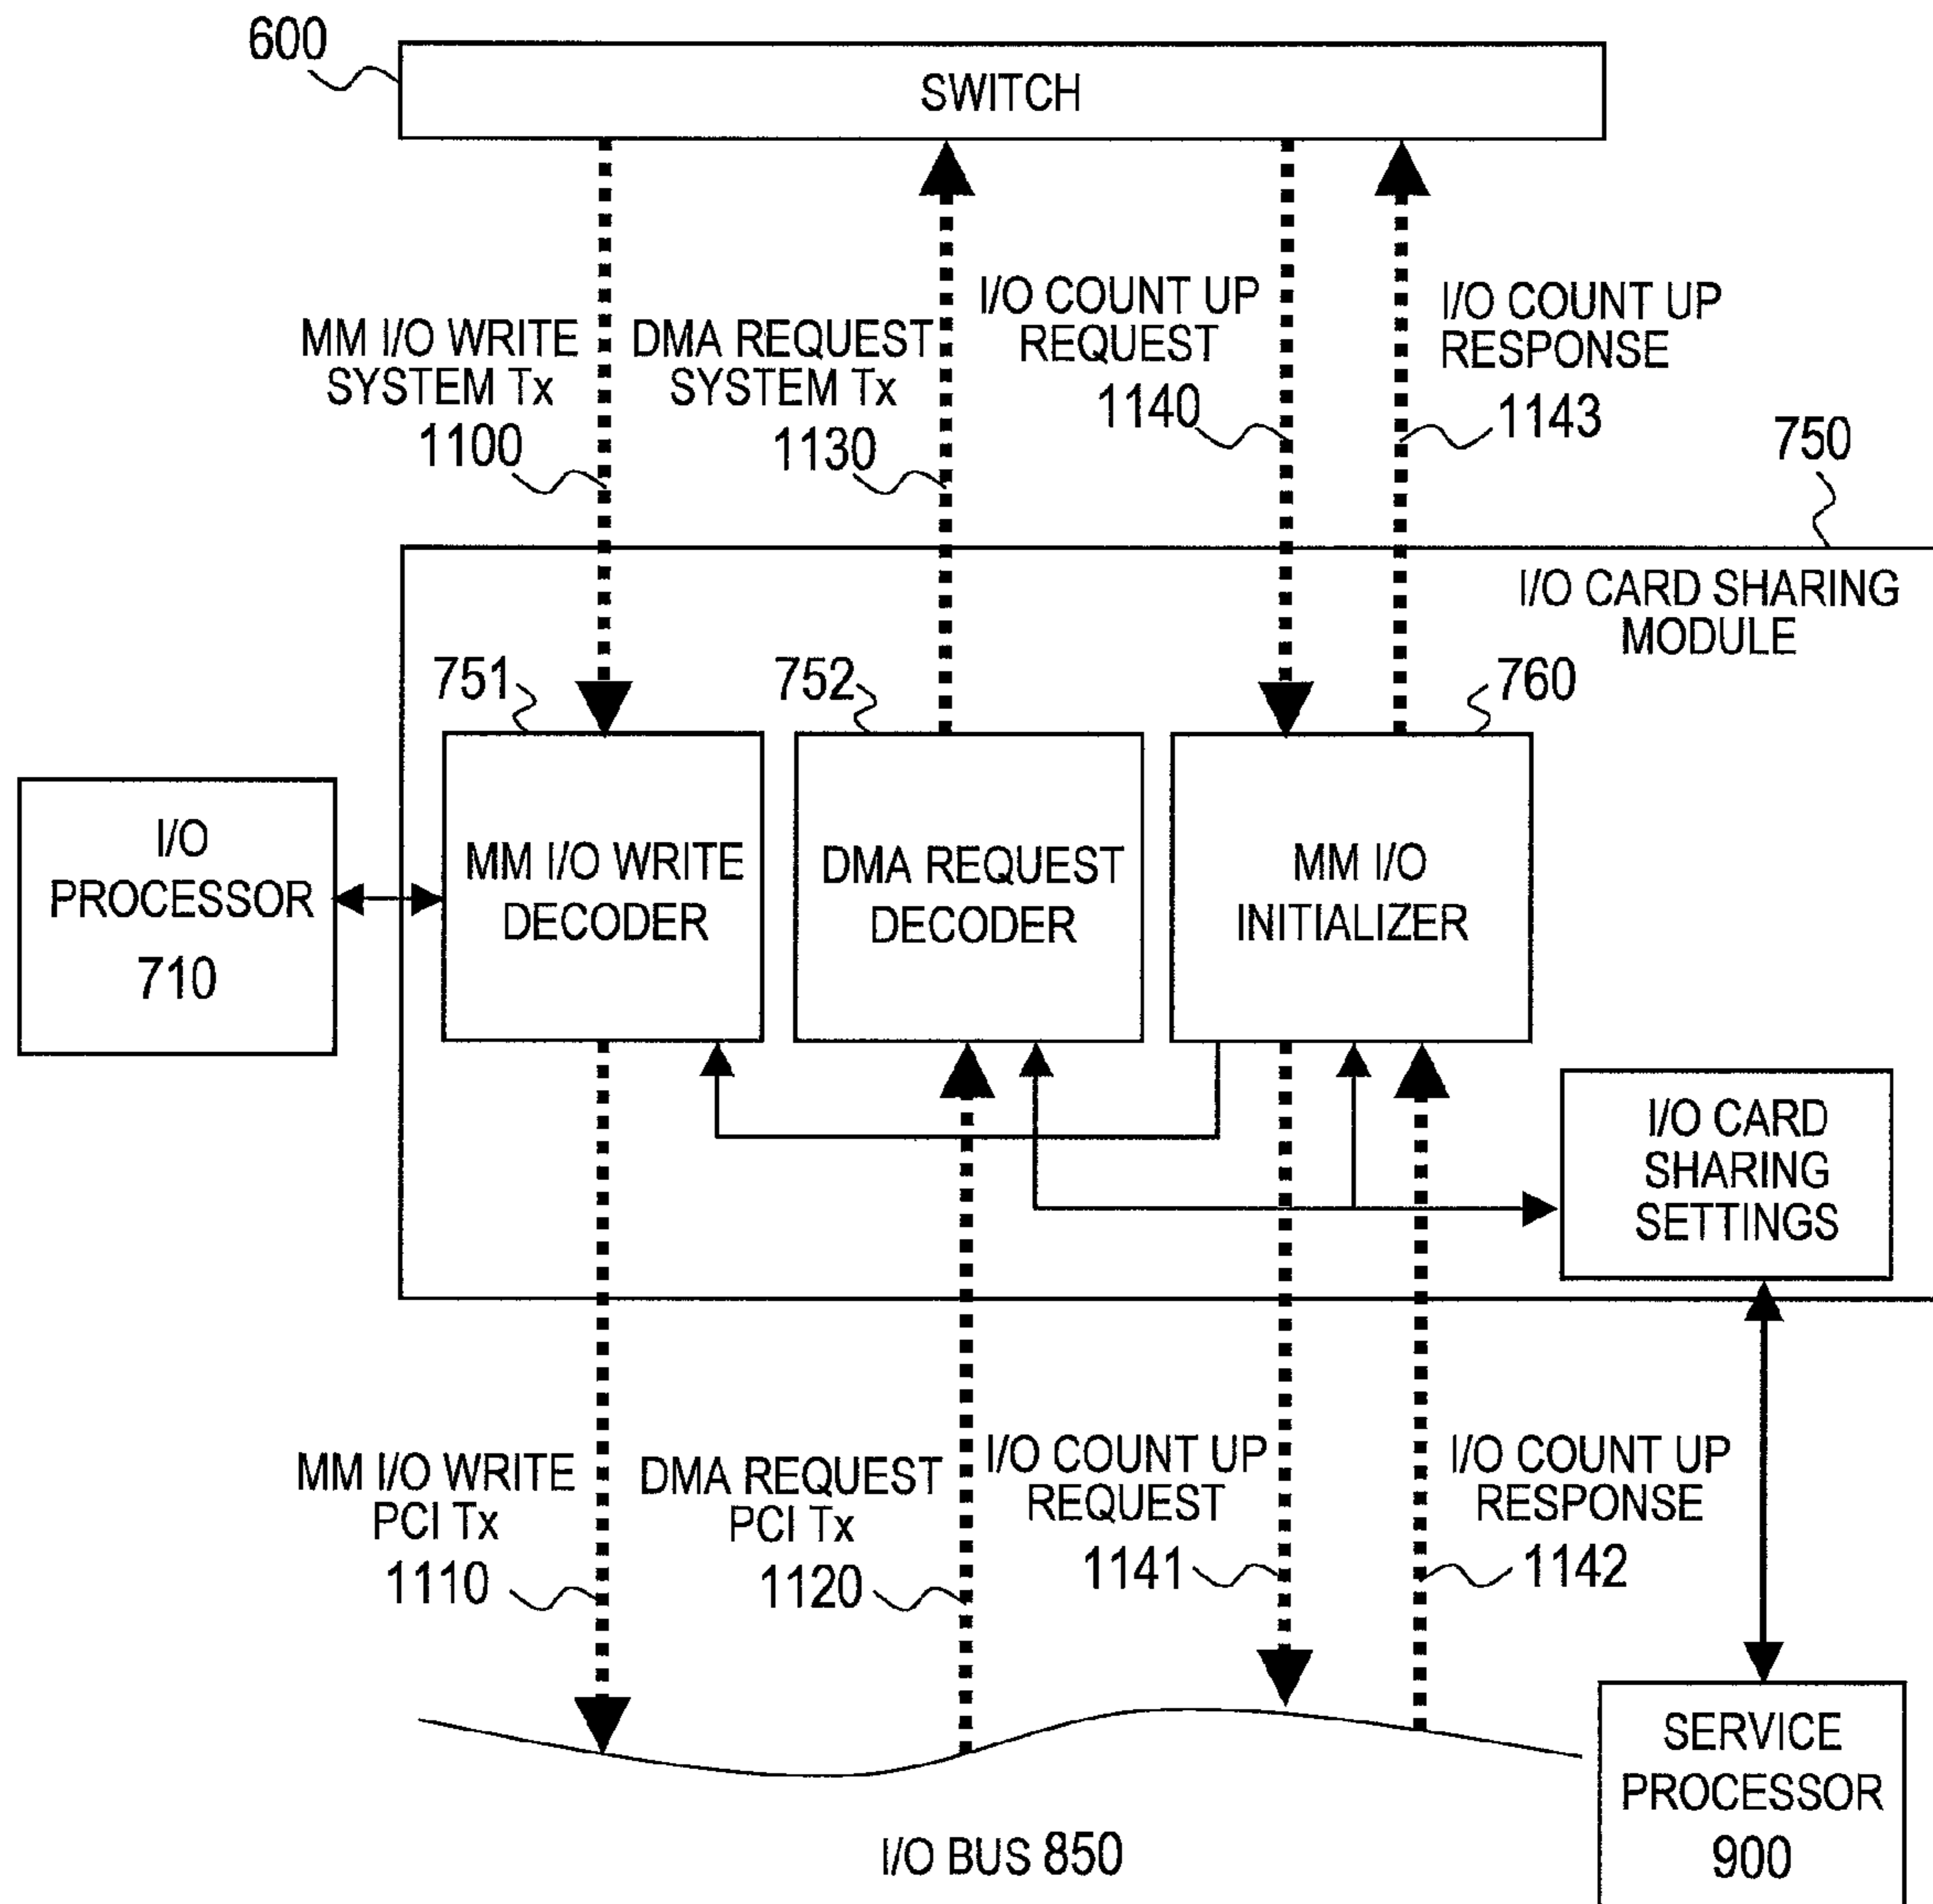 600
SWITCH
MM I/O WRITE
SYSTEM Tx
1100
DMA REQUEST
SYSTEM Tx
1130
I/O COUNT UP
REQUEST
1140
I/O COUNT UP
RESPONSE
1143
750
I/O CARD SHARING
MODULE
751
752
760
I/O
PROCESSOR
710
MM I/O WRITE
DECODER
DMA REQUEST
DECODER
MM I/O
INITIALIZER
I/O CARD
SHARING
SETTINGS
MM I/O WRITE
PCI Tx
1110
DMA REQUEST
PCI Tx
1120
I/O COUNT UP
REQUEST
1141
I/O COUNT UP
RESPONSE
1142
SERVICE
PROCESSOR
900
I/O BUS 850